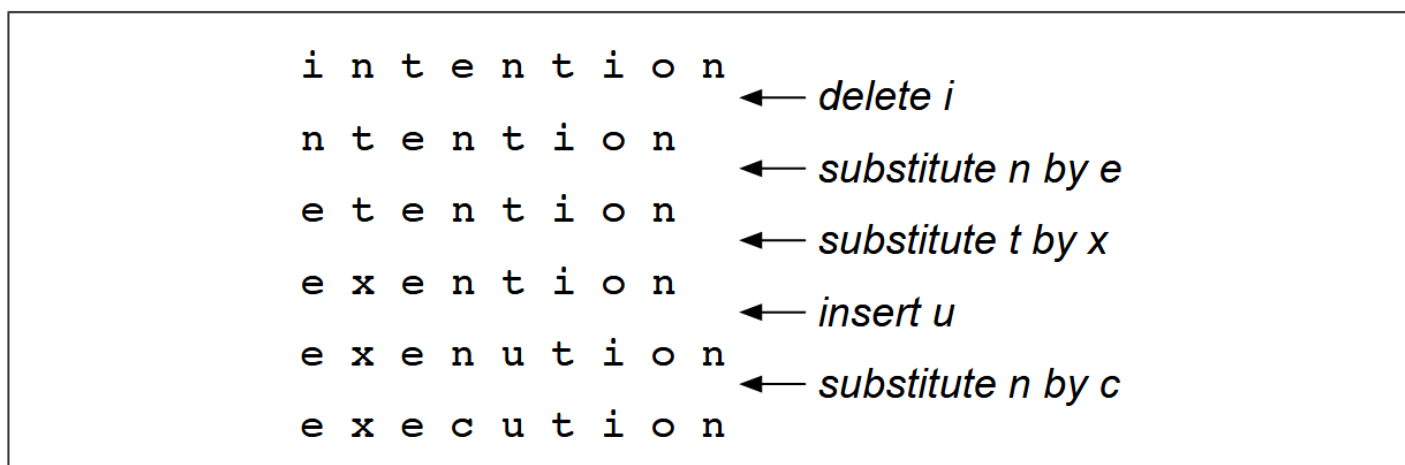 i n t e n t i o n
← delete i
n t e n t i o n
← substitute n by e
e t e n t i o n
← substitute t by x
e x e n t i o n
← insert u
e x e n u t i o n
← substitute n by c
e x e c u t i o n